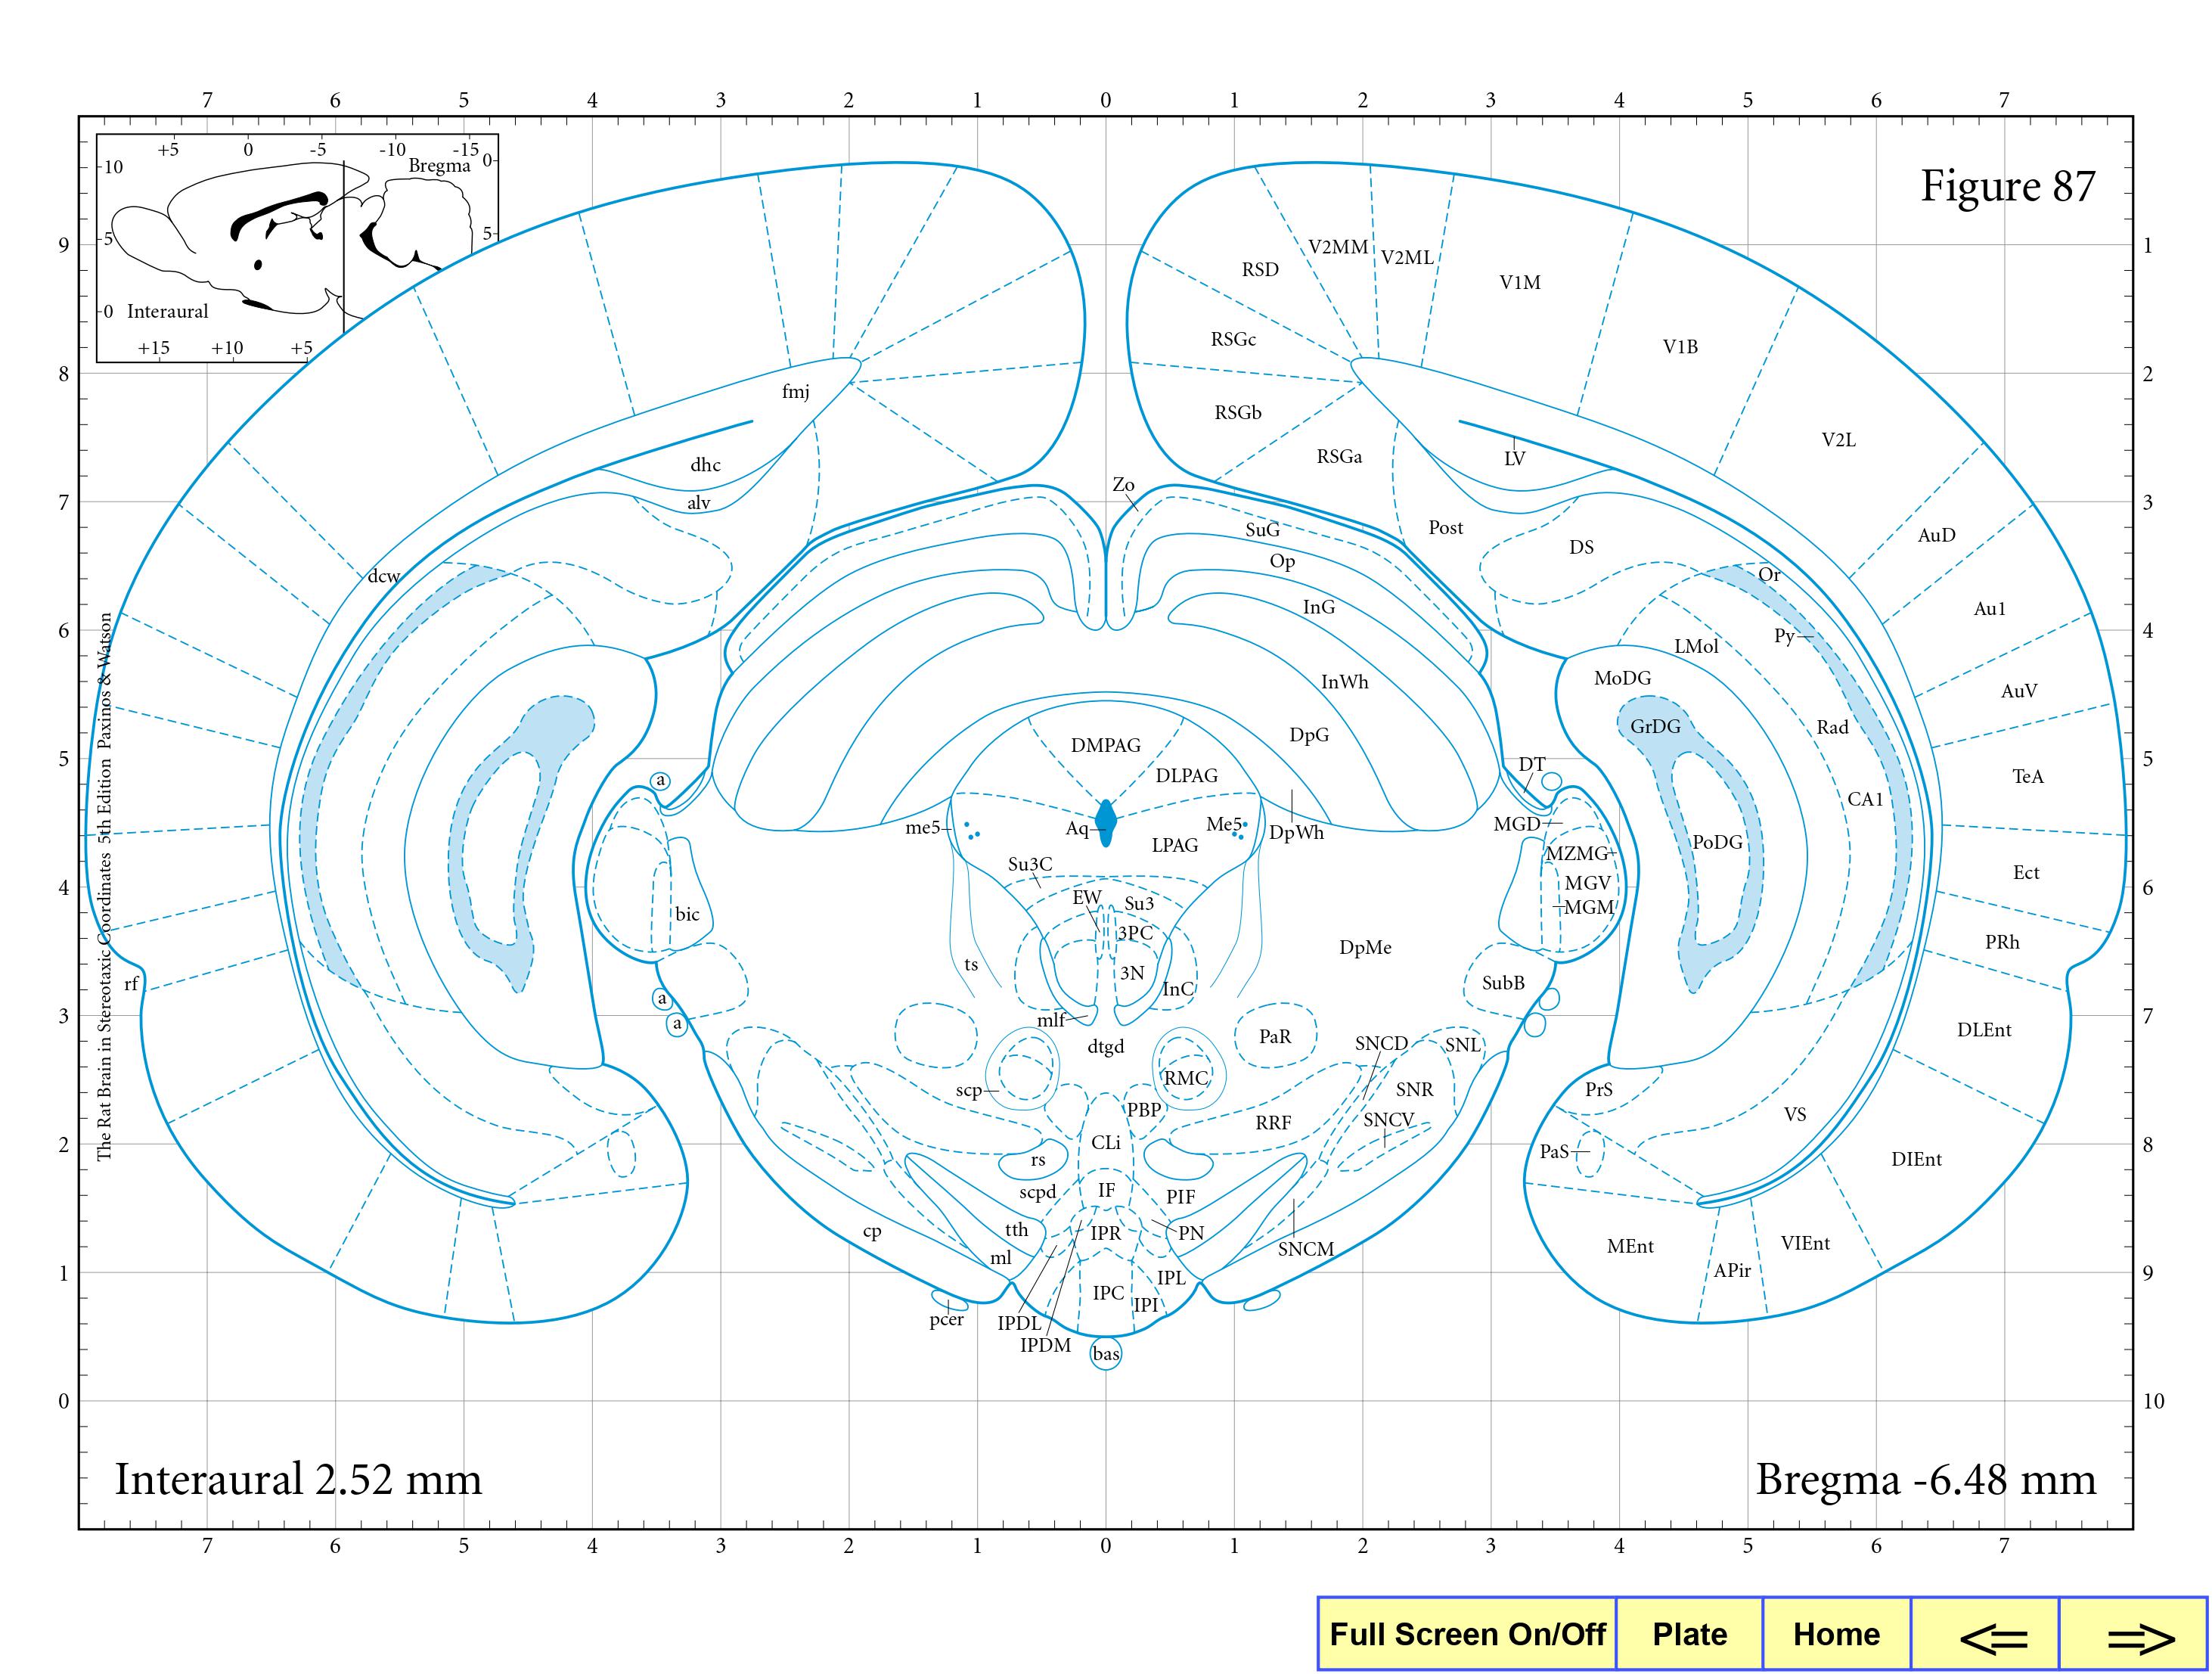 7 6 5 4 3 2 1 0 1 2 3 4 5 6 7
+5 0 -5 -10 -15
Bregma 0
10
5
5
0 Interaural
+15 +10 +5
Figure 87
9
8
7
6
5
4
3
2
1
0
1
2
3
4
5
6
7
8
9
10
The Rat Brain in Stereotaxic Coordinates 5th Edition Paxinos & Watson
V2MM
V2ML
RSD
V1M
RSGc
V1B
fmj
RSGb
V2L
dhc
RSGa
LV
Zo
alv
SuG
Post
AuD
Op
DS
dcw
Or
InG
Au1
Py
LMol
InWh
MoDG
AuV
GrDG
Rad
DpG
DMPAG
DLPAG
DT
TeA
a
CA1
me5
Aq
Me5
DpWh
MGD
LPAG
PoDG
MZMG
Su3C
MGV
Ect
EW
Su3
MGM
bic
3PC
DpMe
PRh
ts
3N
rf
InC
SubB
a
mlf
a
DLEnt
dtgd
PaR
SNCD
SNL
scp
RMC
SNR
PrS
PBP
RRF
SNCV
VS
CLi
PaS
rs
DIEnt
scpd
IF
PIF
cp
tth
IPR
PN
SNCM
MEnt
VIEnt
ml
IPL
APir
IPC
IPI
pcer
IPDL
IPDM
bas
Interaural 2.52 mm
Bregma -6.48 mm
7 6 5 4 3 2 1 0 1 2 3 4 5 6 7
Full Screen On/Off Plate Home